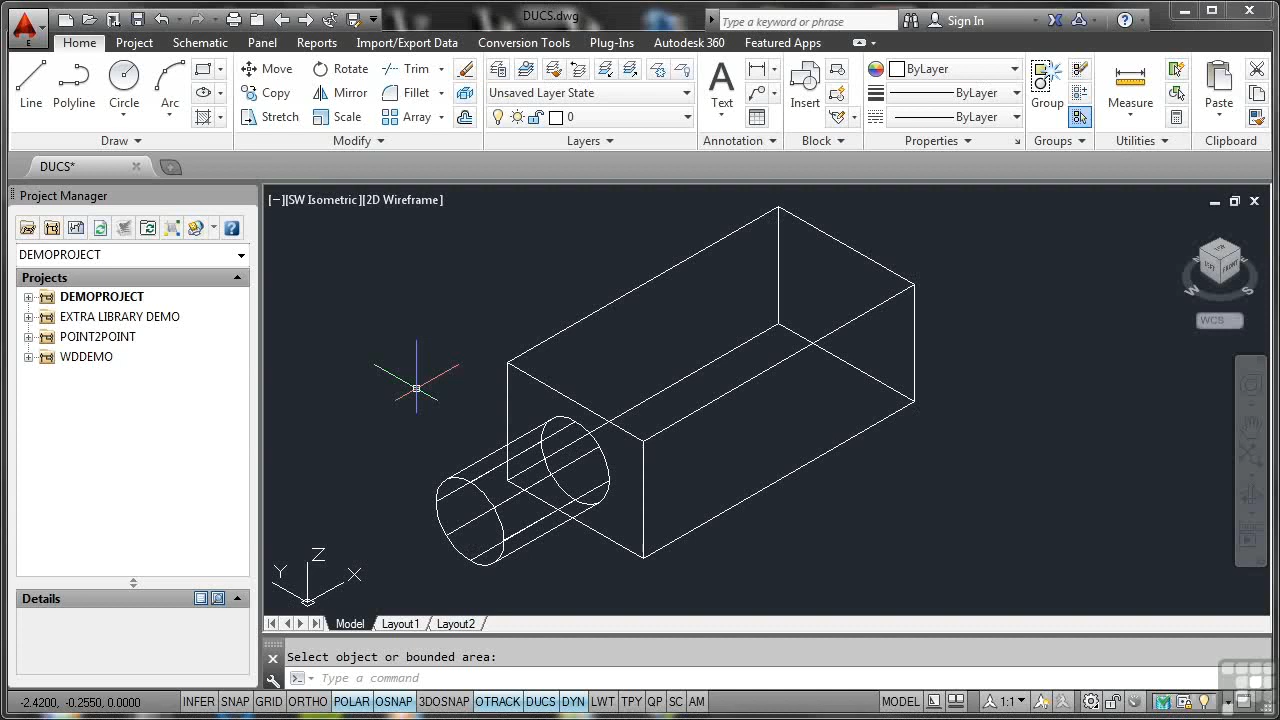 DUCS.dwg
Type a keyword or phrase
Sign In
E
Home Project Schematic Panel Reports Import/Export Data Conversion Tools Plug-Ins Autodesk 360 Featured Apps
Line Polyline Circle Arc
Move Rotate Trim
Copy Mirror Fillet
Stretch Scale Array
Unsaved Layer State
0
Text Insert
ByLayer
ByLayer
ByLayer
Group Measure Paste
Draw Modify Layers Annotation Block Properties Groups Utilities Clipboard
DUCS*
Project Manager
[−][SW Isometric][2D Wireframe]
DEMOPROJECT
Projects
DEMOPROJECT
EXTRA LIBRARY DEMO
POINT2POINT
WDDEMO
TOP
LEFT FRONT
W S
WCS
Z
Y X
Details
Model Layout1 Layout2
Select object or bounded area:
Type a command
-2.4200, -0.2550, 0.0000 INFER SNAP GRID ORTHO POLAR OSNAP 3DOSNAP OTRACK DUCS DYN LWT TPY QP SC AM MODEL 1:1